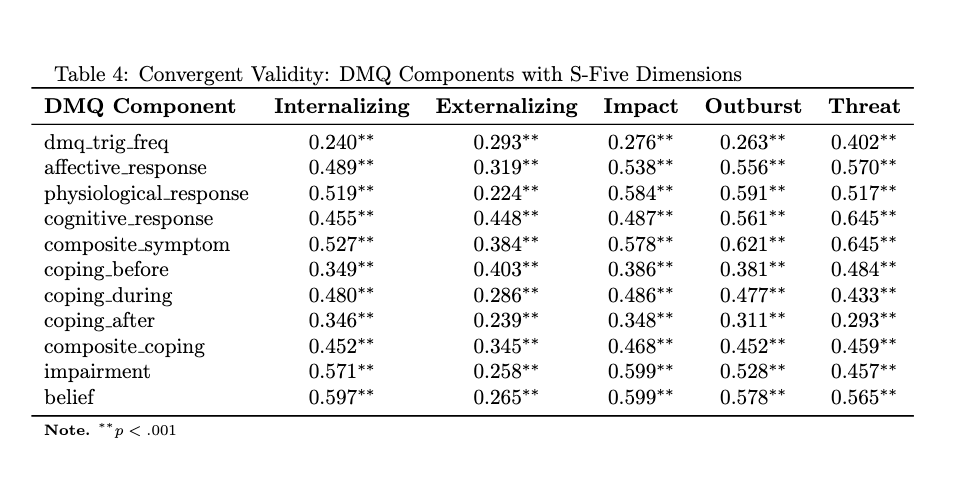 Table 4: Convergent Validity: DMQ Components with S-Five Dimensions
DMQ Component Internalizing Externalizing Impact Outburst Threat
dmq_trig_freq 0.240** 0.293** 0.276** 0.263** 0.402**
affective_response 0.489** 0.319** 0.538** 0.556** 0.570**
physiological_response 0.519** 0.224** 0.584** 0.591** 0.517**
cognitive_response 0.455** 0.448** 0.487** 0.561** 0.645**
composite_symptom 0.527** 0.384** 0.578** 0.621** 0.645**
coping_before 0.349** 0.403** 0.386** 0.381** 0.484**
coping_during 0.480** 0.286** 0.486** 0.477** 0.433**
coping_after 0.346** 0.239** 0.348** 0.311** 0.293**
composite_coping 0.452** 0.345** 0.468** 0.452** 0.459**
impairment 0.571** 0.258** 0.599** 0.528** 0.457**
belief 0.597** 0.265** 0.599** 0.578** 0.565**
Note. **p < .001